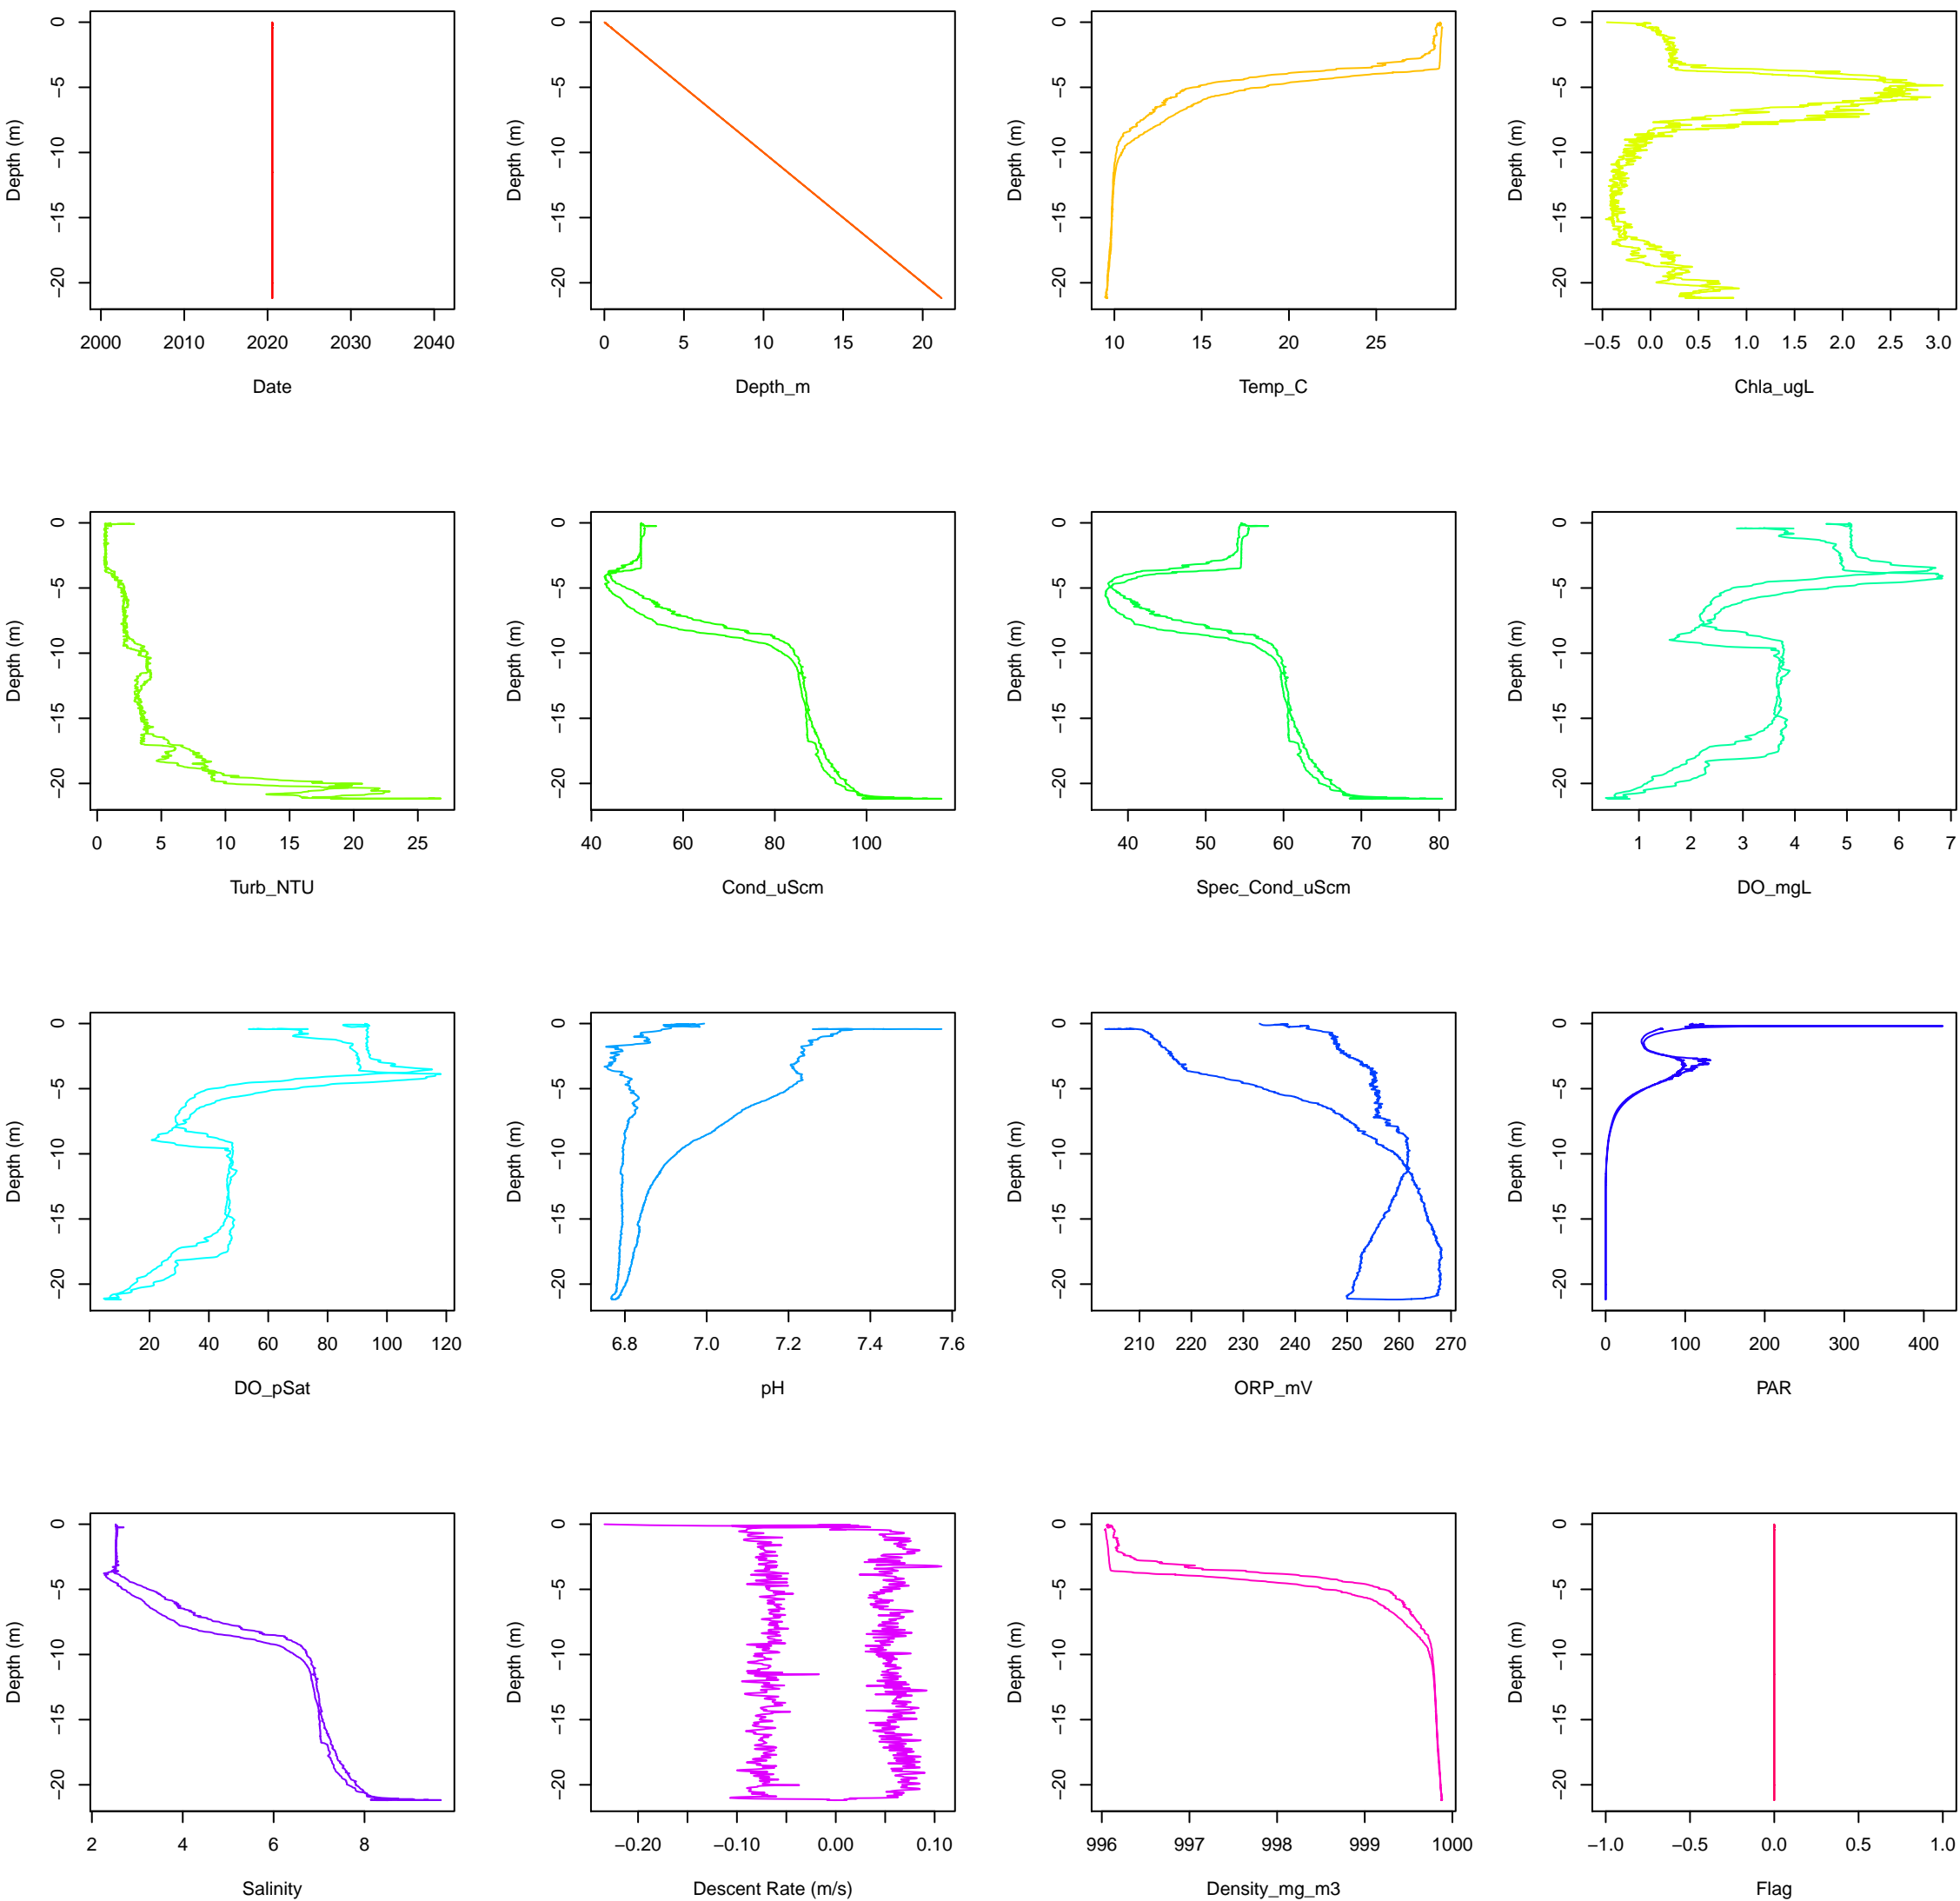 0 0 0 0
−5 −5 −5 −5
−10 −10 −10 −10
−15 −15 −15 −15
−20 −20 −20 −20
Depth (m) Depth (m) Depth (m) Depth (m)
2000 2010 2020 2030 2040 0 5 10 15 20 10 15 20 25 −0.5 0.0 0.5 1.0 1.5 2.0 2.5 3.0
Date Depth_m Temp_C Chla_ugL
0 0 0 0
−5 −5 −5 −5
−10 −10 −10 −10
−15 −15 −15 −15
−20 −20 −20 −20
Depth (m) Depth (m) Depth (m) Depth (m)
0 5 10 15 20 25 40 60 80 100 40 50 60 70 80 1 2 3 4 5 6 7
Turb_NTU Cond_uScm Spec_Cond_uScm DO_mgL
0 0 0 0
−5 −5 −5 −5
−10 −10 −10 −10
−15 −15 −15 −15
−20 −20 −20 −20
Depth (m) Depth (m) Depth (m) Depth (m)
20 40 60 80 100 120 6.8 7.0 7.2 7.4 7.6 210 220 230 240 250 260 270 0 100 200 300 400
DO_pSat pH ORP_mV PAR
0 0 0 0
−5 −5 −5 −5
−10 −10 −10 −10
−15 −15 −15 −15
−20 −20 −20 −20
Depth (m) Depth (m) Depth (m) Depth (m)
2 4 6 8 −0.20 −0.10 0.00 0.10 996 997 998 999 1000 −1.0 −0.5 0.0 0.5 1.0
Salinity Descent Rate (m/s) Density_mg_m3 Flag